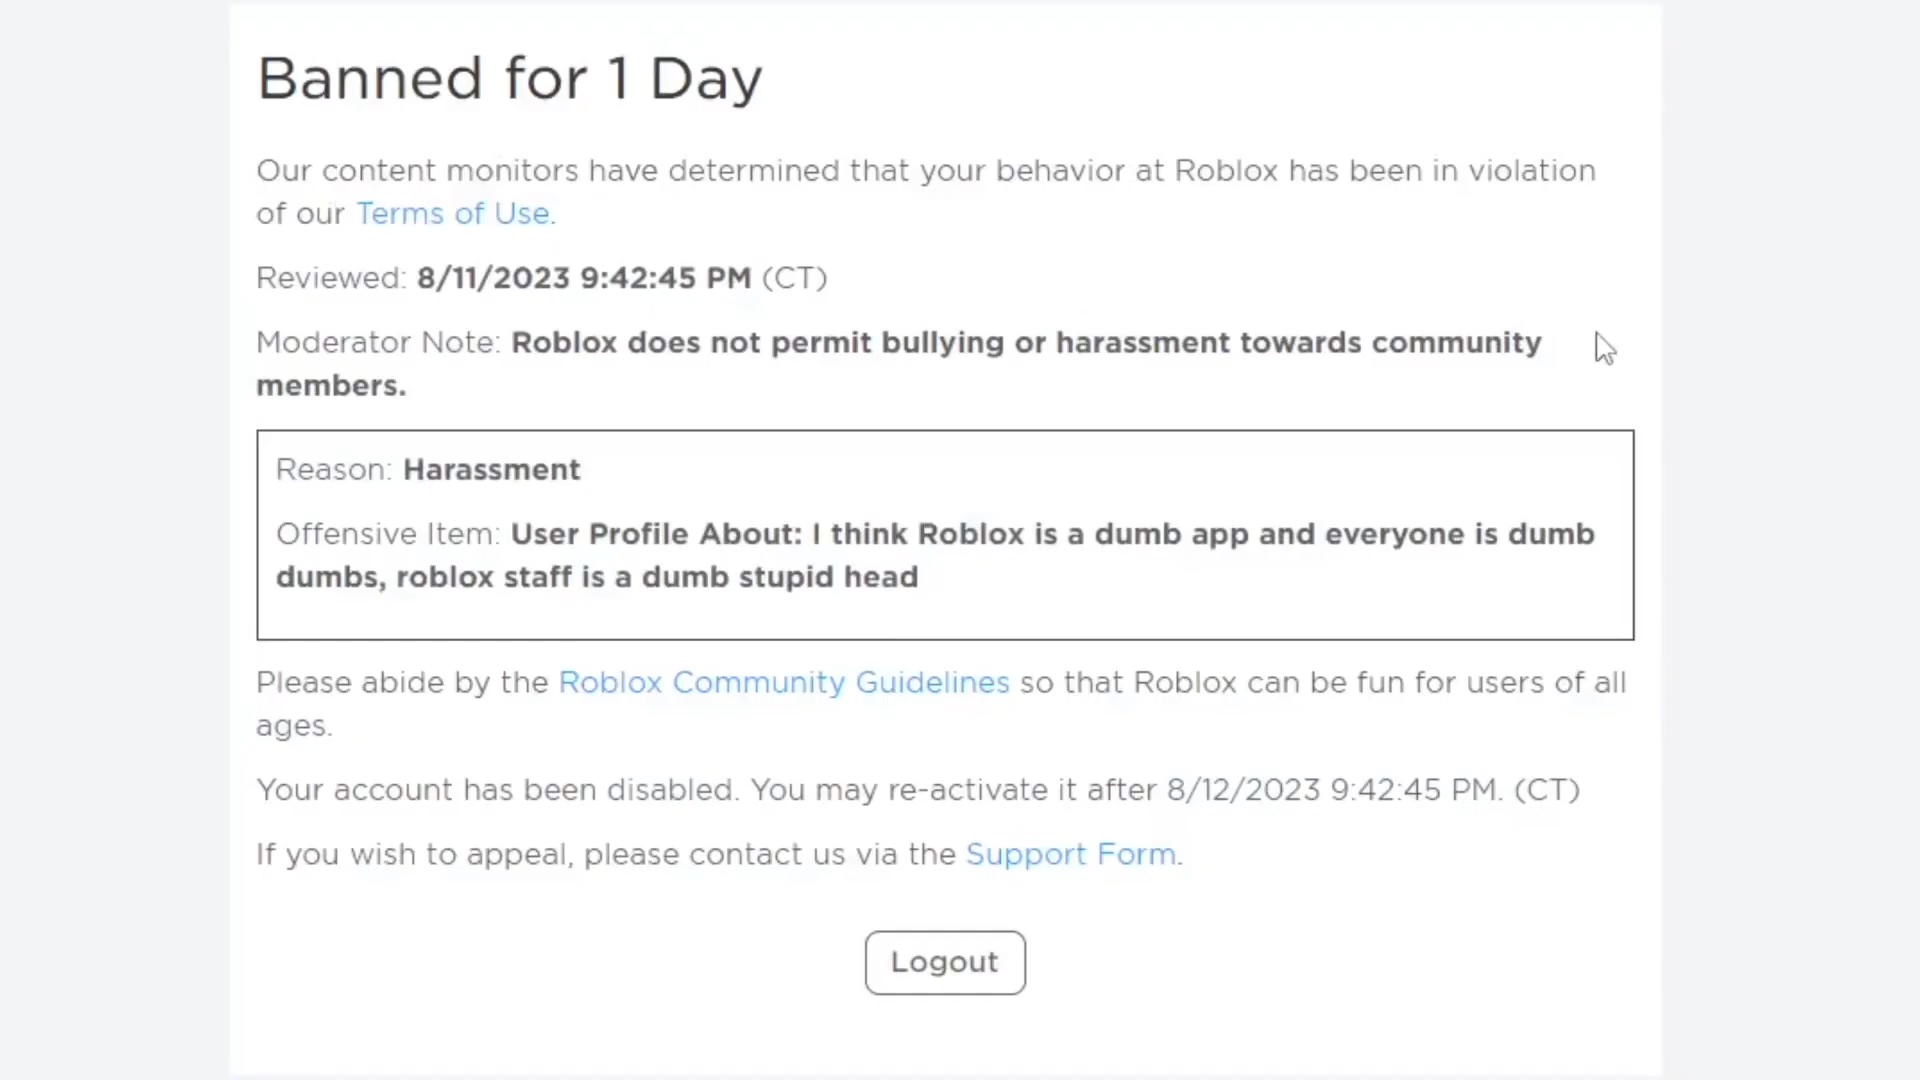 Banned for 1 Day
Our content monitors have determined that your behavior at Roblox has been in violation
of our Terms of Use.
Reviewed: 8/11/2023 9:42:45 PM (CT)
Moderator Note: Roblox does not permit bullying or harassment towards community
members.
Reason: Harassment
Offensive Item: User Profile About: I think Roblox is a dumb app and everyone is dumb
dumbs, roblox staff is a dumb stupid head
Please abide by the Roblox Community Guidelines so that Roblox can be fun for users of all
ages.
Your account has been disabled. You may re-activate it after 8/12/2023 9:42:45 PM. (CT)
If you wish to appeal, please contact us via the Support Form.
Logout